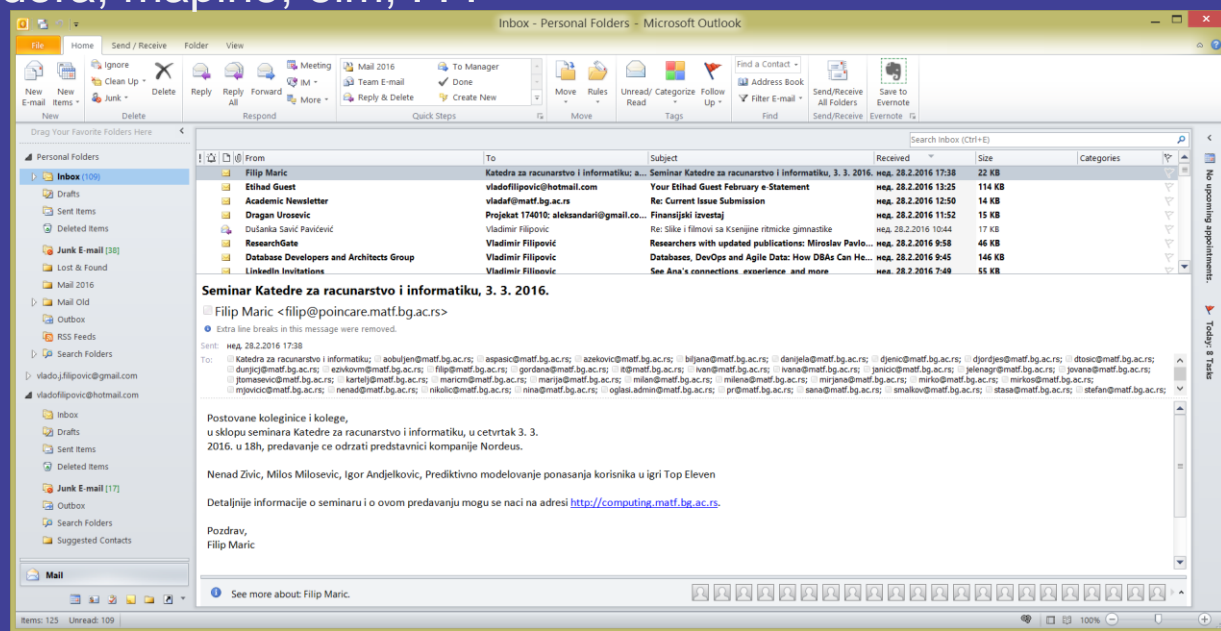 dora, mapine, elm, . . .
Inbox - Personal Folders - Microsoft Outlook
File Home Send / Receive Folder View
New E-mail
New Items
Ignore
Clean Up
Junk
Delete
Reply
Reply All
Forward
Meeting
IM
More
Mail 2016
Team E-mail
Reply & Delete
To Manager
Done
Create New
Move
Rules
Unread/ Read
Categorize
Follow Up
Find a Contact
Address Book
Filter E-mail
Send/Receive All Folders
Save to Evernote
New Delete Respond Quick Steps Move Tags Find Send/Receive Evernote
Drag Your Favorite Folders Here
Search Inbox (Ctrl+E)
Personal Folders
Inbox (109)
Drafts
Sent Items
Deleted Items
Junk E-mail [38]
Lost & Found
Mail 2016
Mail Old
Outbox
RSS Feeds
Search Folders
vlado.j.filipovic@gmail.com
vladofilipovic@hotmail.com
Inbox
Drafts
Sent Items
Deleted Items
Junk E-mail [17]
Outbox
Search Folders
Suggested Contacts
Mail
From To Subject Received Size Categories
Filip Maric Katedra za racunarstvo i informatiku; a... Seminar Katedre za racunarstvo i informatiku, 3. 3. 2016. нед. 28.2.2016 17:38 22 KB
Etihad Guest vladofilipovic@hotmail.com Your Etihad Guest February e-Statement нед. 28.2.2016 13:25 114 KB
Academic Newsletter vladaf@matf.bg.ac.rs Re: Current Issue Submission нед. 28.2.2016 12:50 14 KB
Dragan Urosevic Projekat 174010; aleksandari@gmail.co... Finansijski izvestaj нед. 28.2.2016 11:52 15 KB
Dušanka Savić Pavićević Vladimir Filipovic Re: Slike i filmovi sa Ksenijine ritmicke gimnastike нед. 28.2.2016 10:44 17 KB
ResearchGate Vladimir Filipović Researchers with updated publications: Miroslav Pavlo... нед. 28.2.2016 9:58 46 KB
Database Developers and Architects Group Vladimir Filipović Databases, DevOps and Agile Data: How DBAs Can He... нед. 28.2.2016 9:45 146 KB
LinkedIn Invitations Vladimir Filipović See Ana's connections, experience, and more нед. 28.2.2016 7:49 55 KB
Seminar Katedre za racunarstvo i informatiku, 3. 3. 2016.
Filip Maric <filip@poincare.matf.bg.ac.rs>
Extra line breaks in this message were removed.
Sent: нед. 28.2.2016 17:38
To: Katedra za racunarstvo i informatiku; aobuljen@matf.bg.ac.rs; aspasic@matf.bg.ac.rs; azekovic@matf.bg.ac.rs; biljana@matf.bg.ac.rs; danijela@matf.bg.ac.rs; djenic@matf.bg.ac.rs; djordjes@matf.bg.ac.rs; dtosic@matf.bg.ac.rs;
dunjicj@matf.bg.ac.rs; ezivkovm@matf.bg.ac.rs; filip@matf.bg.ac.rs; gordana@matf.bg.ac.rs; it@matf.bg.ac.rs; ivan@matf.bg.ac.rs; ivana@matf.bg.ac.rs; janicic@matf.bg.ac.rs; jelenagr@matf.bg.ac.rs; jovana@matf.bg.ac.rs;
jtomasevic@matf.bg.ac.rs; kartelj@matf.bg.ac.rs; maricm@matf.bg.ac.rs; marija@matf.bg.ac.rs; milan@matf.bg.ac.rs; milena@matf.bg.ac.rs; mirjana@matf.bg.ac.rs; mirko@matf.bg.ac.rs; mirkos@matf.bg.ac.rs;
mjovicic@matf.bg.ac.rs; nenad@matf.bg.ac.rs; nikolic@matf.bg.ac.rs; nina@matf.bg.ac.rs; oglasi.admin@matf.bg.ac.rs; pr@matf.bg.ac.rs; sana@matf.bg.ac.rs; smalkov@matf.bg.ac.rs; stasa@matf.bg.ac.rs; stefan@matf.bg.ac.rs;
Postovane koleginice i kolege,
u sklopu seminara Katedre za racunarstvo i informatiku, u cetvrtak 3. 3.
2016. u 18h, predavanje ce odrzati predstavnici kompanije Nordeus.
Nenad Zivic, Milos Milosevic, Igor Andjelkovic, Prediktivno modelovanje ponasanja korisnika u igri Top Eleven
Detaljnije informacije o seminaru i o ovom predavanju mogu se naci na adresi http://computing.matf.bg.ac.rs.
Pozdrav,
Filip Maric
See more about: Filip Maric.
No upcoming appointments.
Today: 8 Tasks
Items: 125 Unread: 109
100%